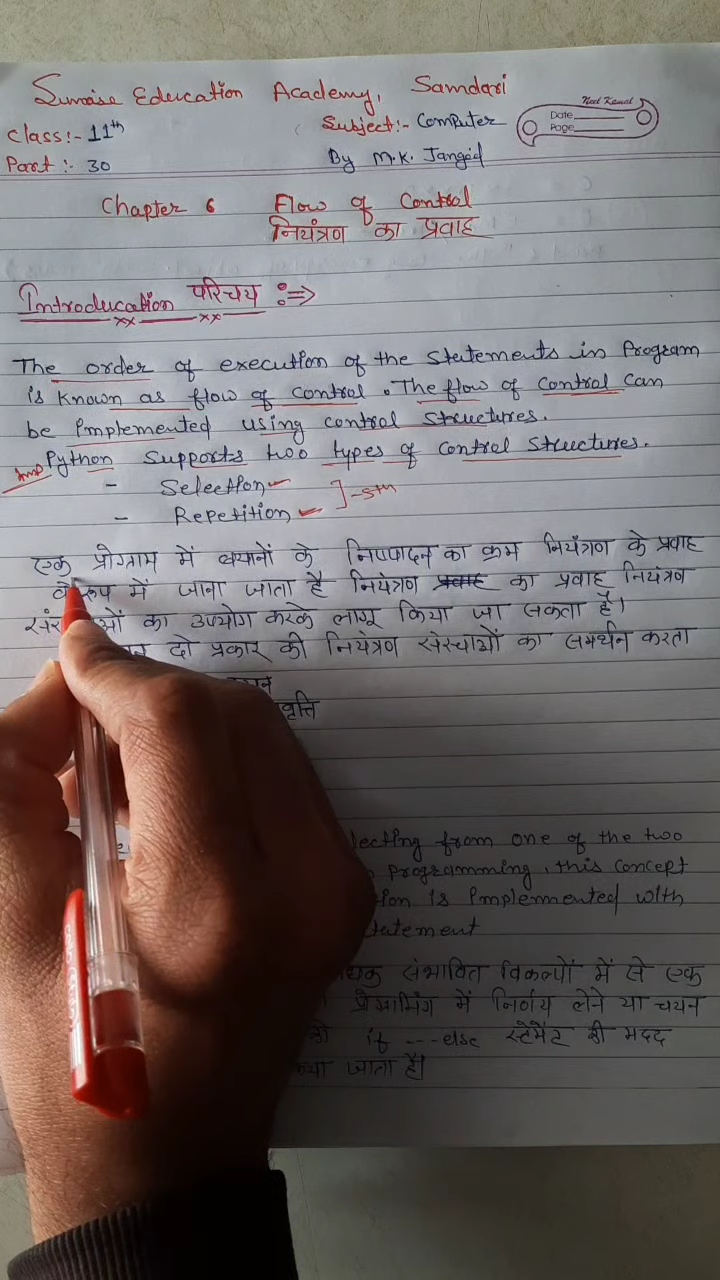 Sunrise Education Academy, Samdari
Neel Kamal
Class:- 11th Subject:- Computer
Date
Page
Part :- 30 By M.K. Jangid
Chapter 6 Flow of Control
नियंत्रण का प्रवाह
Introducation परिचय :⇒
The order of execution of the statements in Program
is known as flow of control. The flow of control can
be implemented using control structures.
Imp Python supports two types of control structures.
- Selection
- Repetition ]-5th
एक प्रोग्राम में बयानों के निष्पादन का क्रम नियंत्रण के प्रवाह
के रूप में जाना जाता है नियंत्रण प्रवाह का प्रवाह नियंत्रण
का उपयोग करके लागू किया जा सकता है।
दो प्रकार की नियंत्रण संरचाओं का समर्थन करता
lecting from one of the two
programming, this concept
tion is implemented with
statement
संभावित विकल्पों में से एक
प्रोग्रामिंग में निर्णय लेने या चयन
को if ---else स्टेमेंट की मदद
किया जाता है।